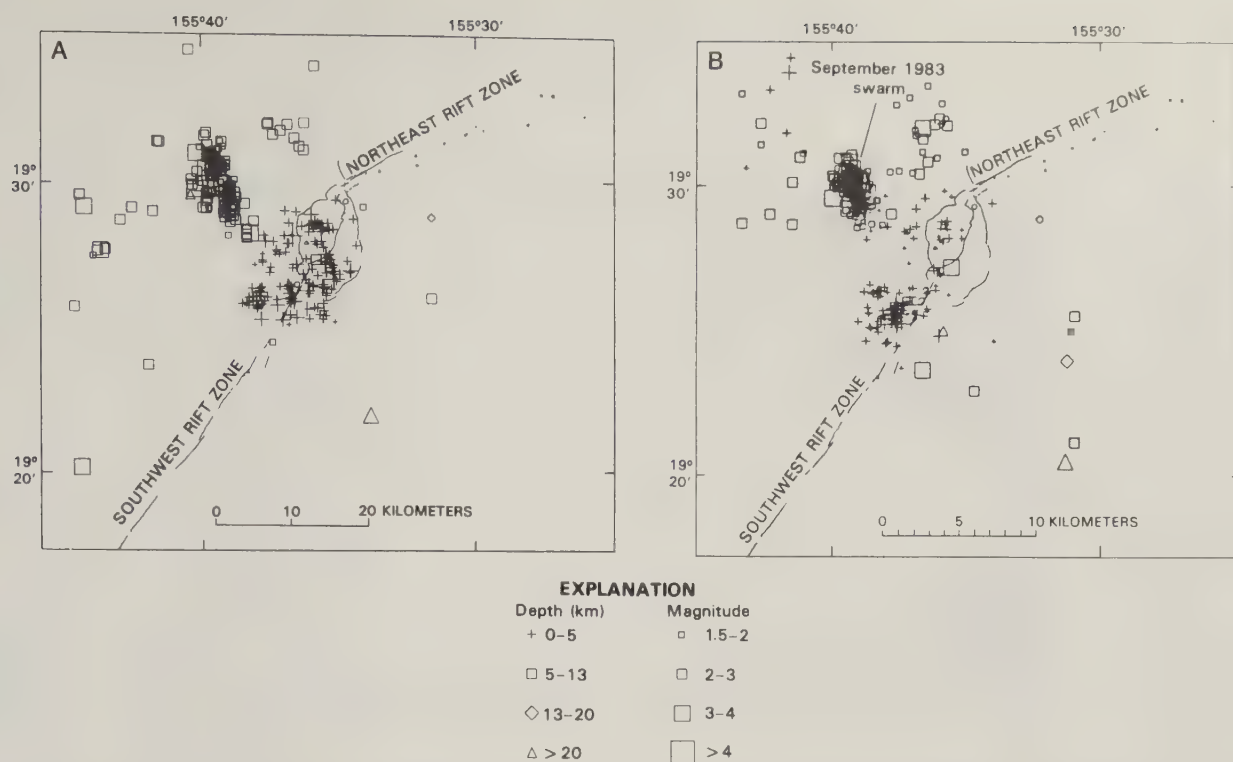 A
155°40'
155°30'
NORTHEAST RIFT ZONE
19°
30'
SOUTHWEST RIFT ZONE
19°
20'
0 10 20 KILOMETERS
B
155°40'
155°30'
September 1983
swarm
NORTHEAST RIFT ZONE
19°
30'
SOUTHWEST RIFT ZONE
19°
20'
0 5 10 KILOMETERS
EXPLANATION
Depth (km) Magnitude
+ 0-5 □ 1.5-2
□ 5-13 □ 2-3
◇ 13-20 □ 3-4
△ > 20 □ > 4